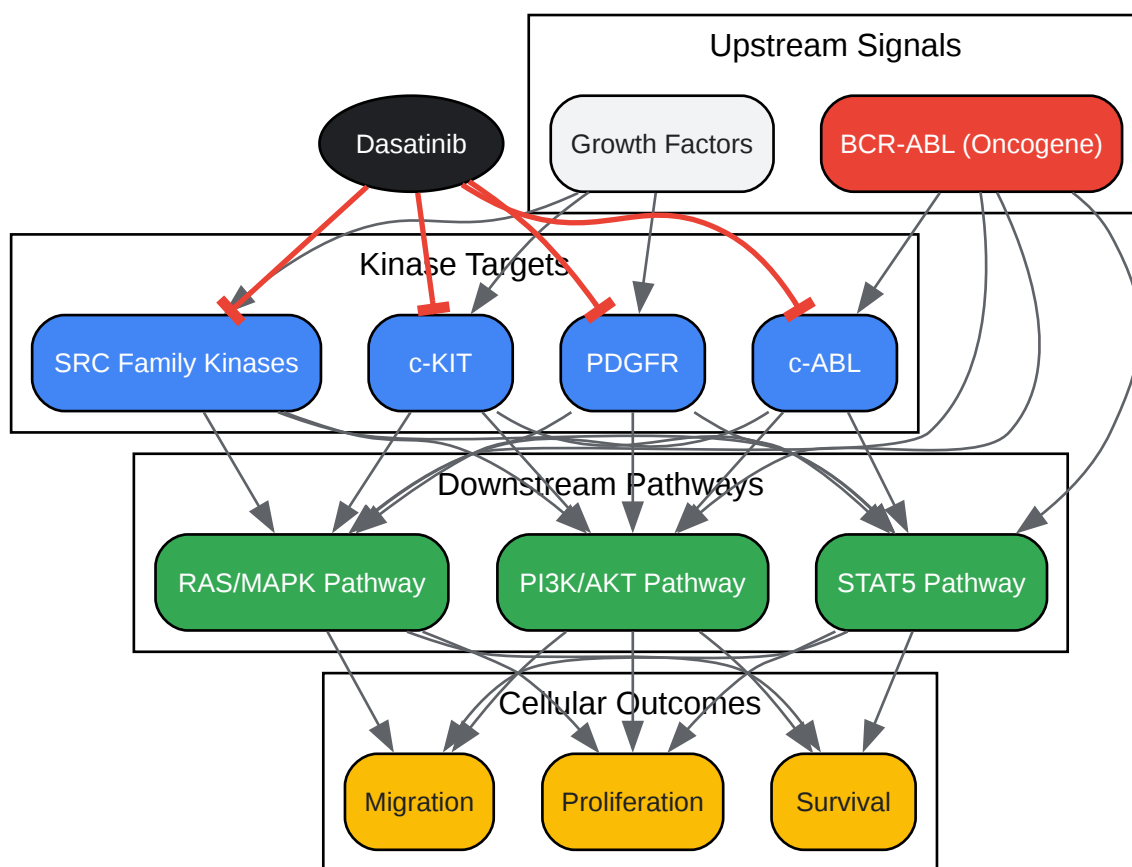 Upstream Signals
Dasatinib
Growth Factors
BCR-ABL (Oncogene)
Kinase Targets
SRC Family Kinases
c-KIT
PDGFR
c-ABL
Downstream Pathways
RAS/MAPK Pathway
PI3K/AKT Pathway
STAT5 Pathway
Cellular Outcomes
Migration
Proliferation
Survival